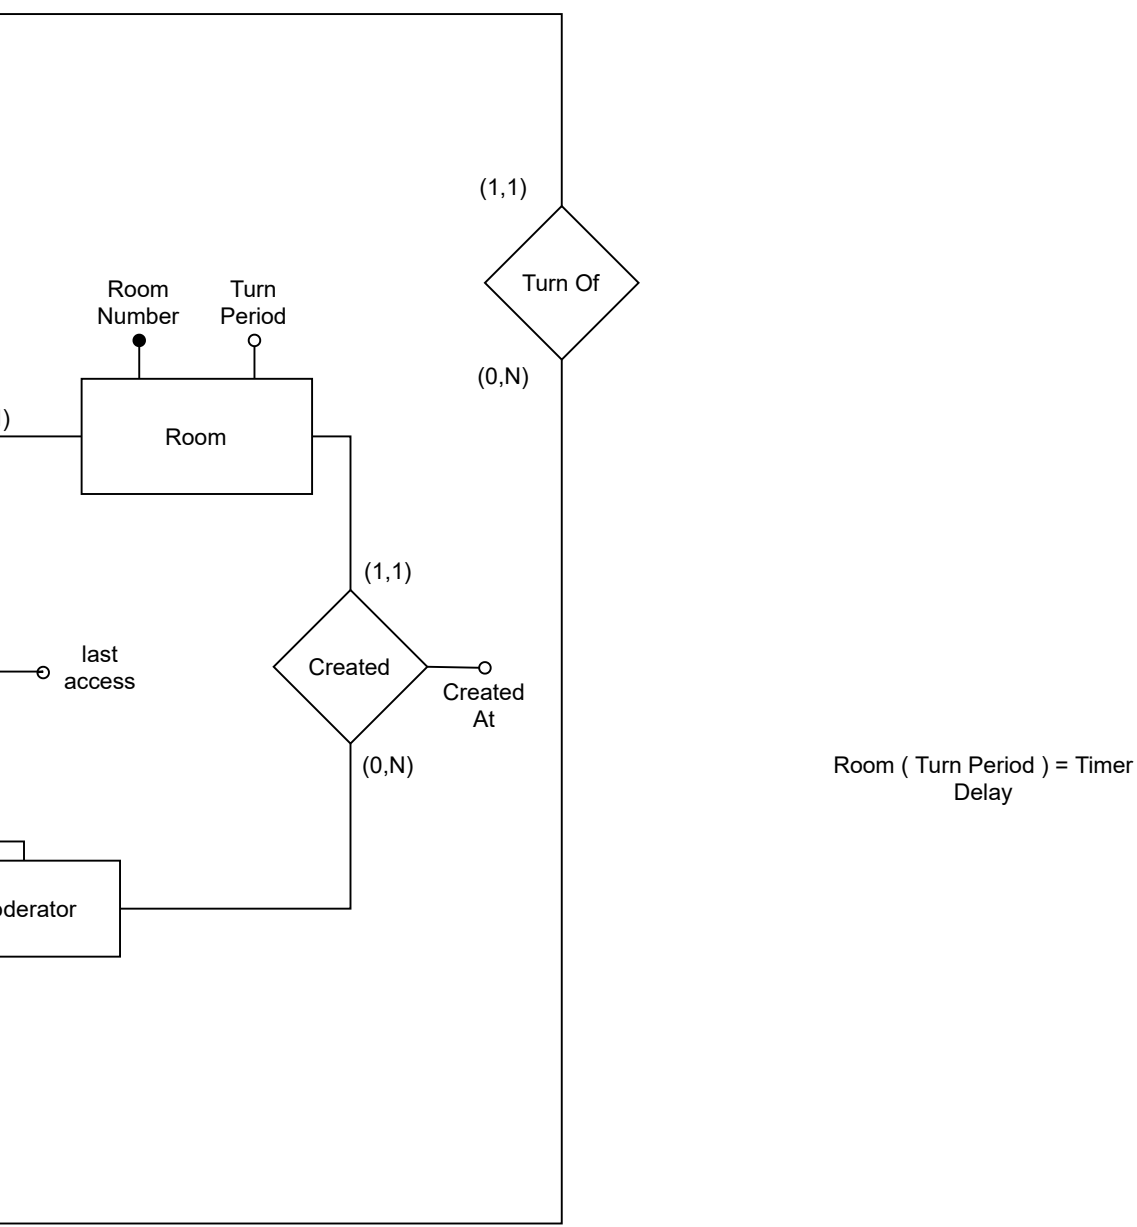 (1,1)
Turn Of
(0,N)
Room
Number
Turn
Period
)
Room
(1,1)
Created
Created
At
(0,N)
last
access
Room ( Turn Period ) = Timer
Delay
oderator